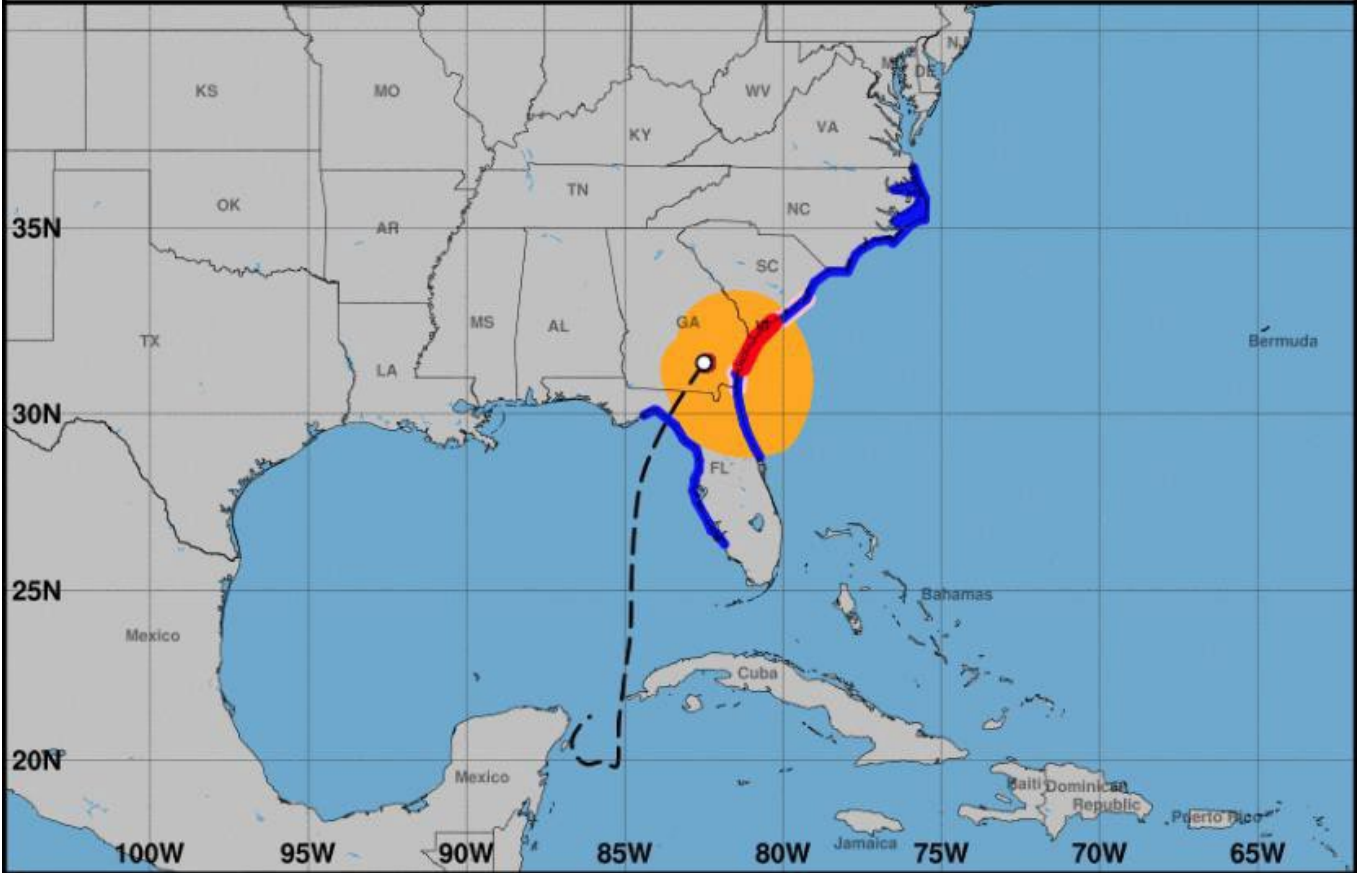 NJ
DE
KS
MO
WV
KY
VA
TN
OK
NC
35N
AR
SC
MS
AL
GA
TX
Bermuda
LA
30N
FL
25N
Bahamas
Mexico
Cuba
20N
Mexico
Haiti
Dominican
Republic
Puerto Rico
Jamaica
100W
95W
90W
85W
80W
75W
70W
65W